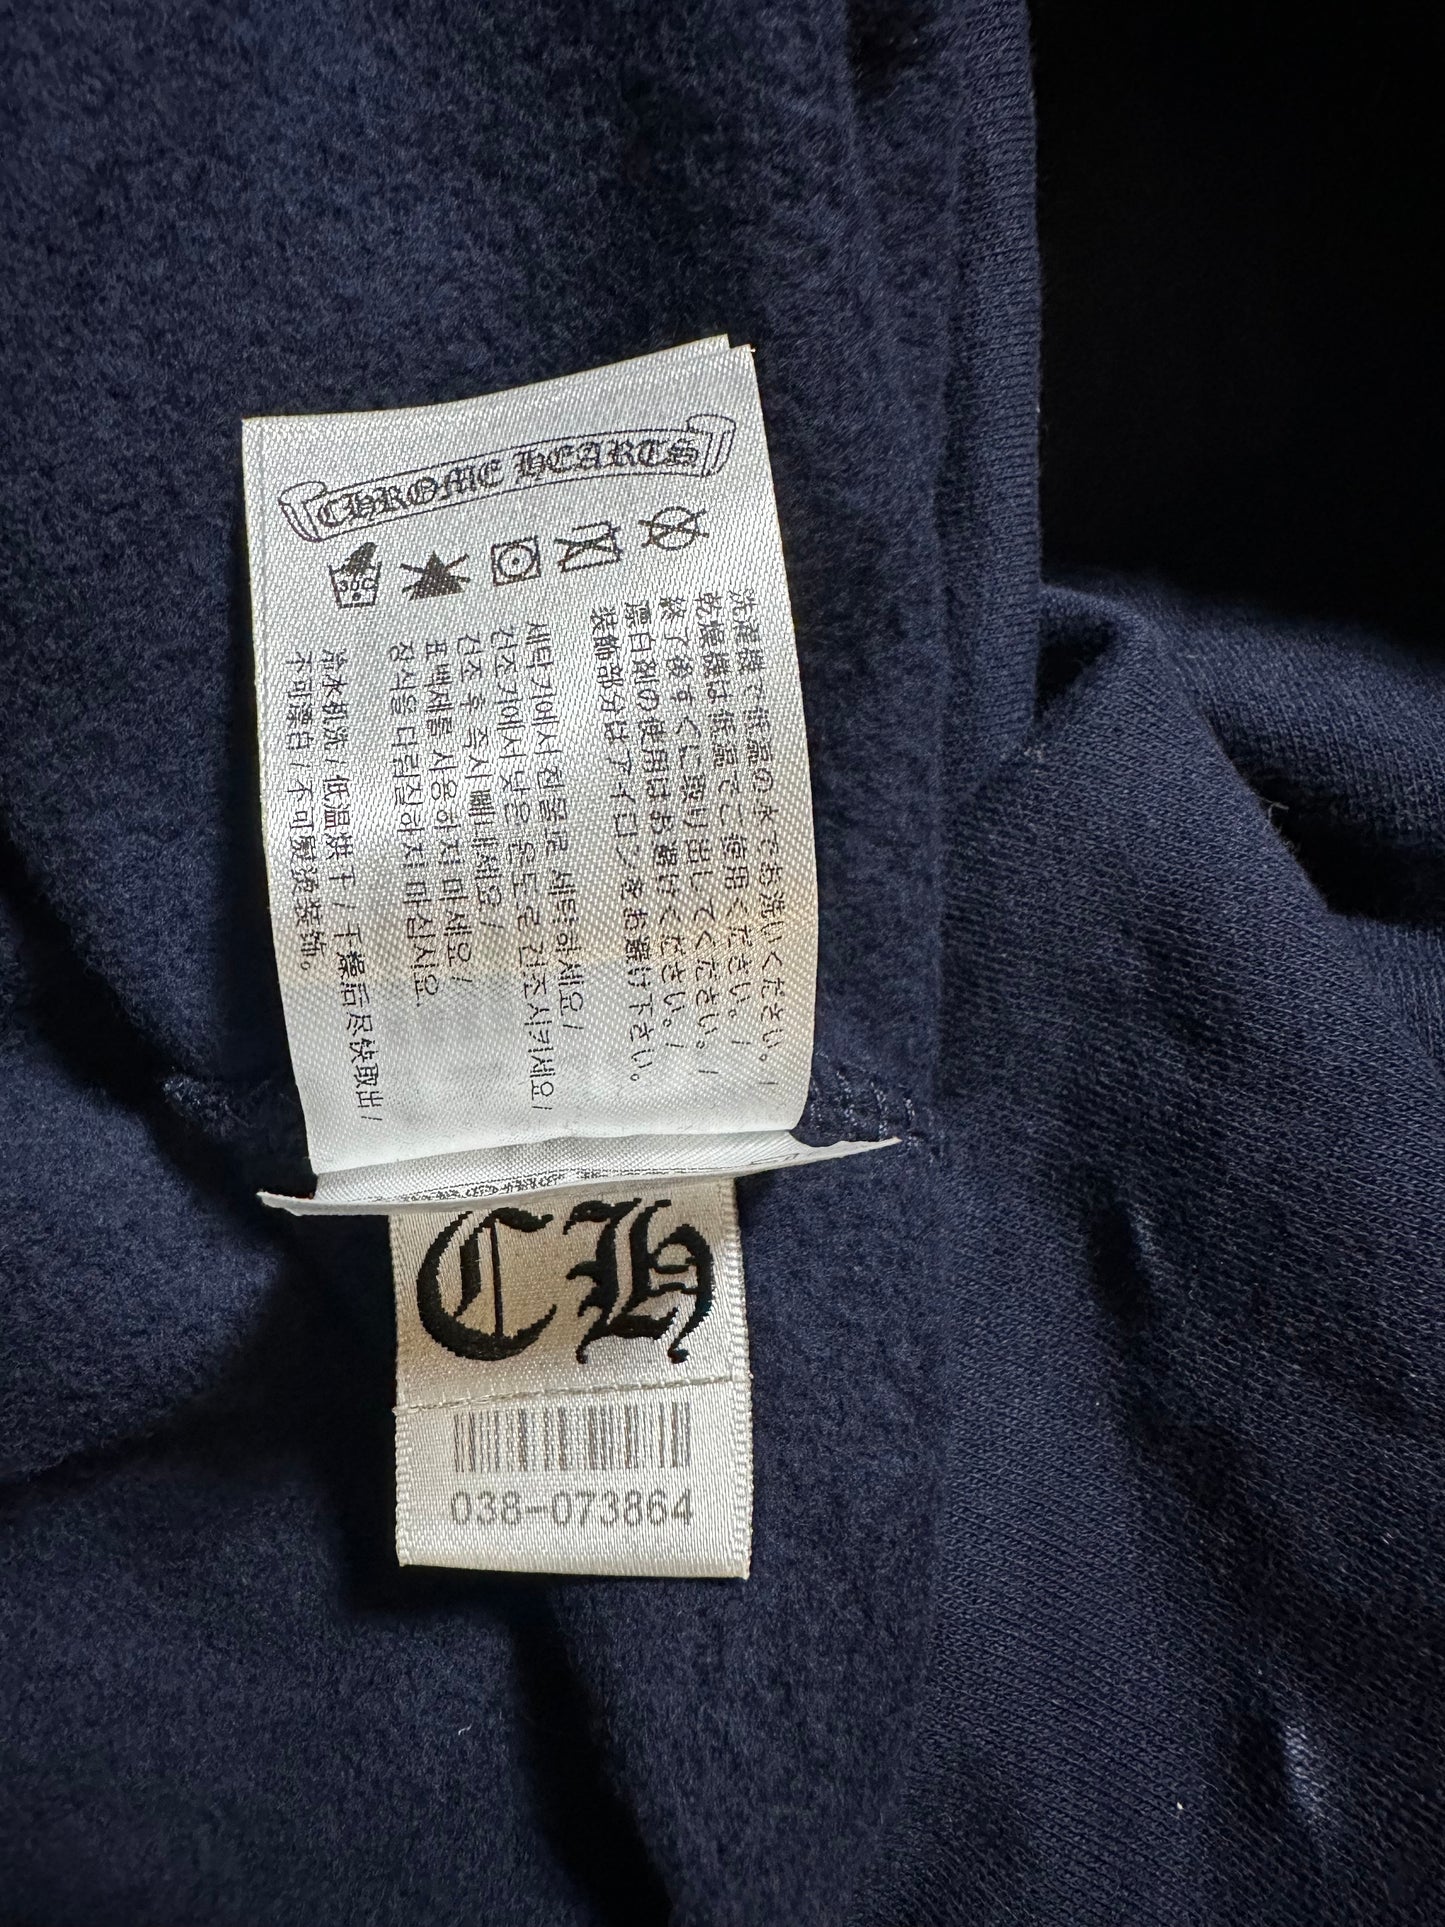 CHROME HEARTS
洗濯機で低温の水でお洗いください。/
乾燥機は低温でご使用ください。/
終了後すぐに取り出してください。/
漂白剤の使用はお避けください。/
装飾部分はアイロンをお避け下さい。
세탁기에서 찬물로 세탁하세요/
건조기에서 낮은 온도로 건조시키세요/
건조 후 즉시 빼내세요/
표백제를 사용하지 마세요/
장식을 다림질하지 마십시요
冷水机洗/低温烘干/干燥后尽快取出/
不可漂白/不可熨烫装饰。
CH
038-073864